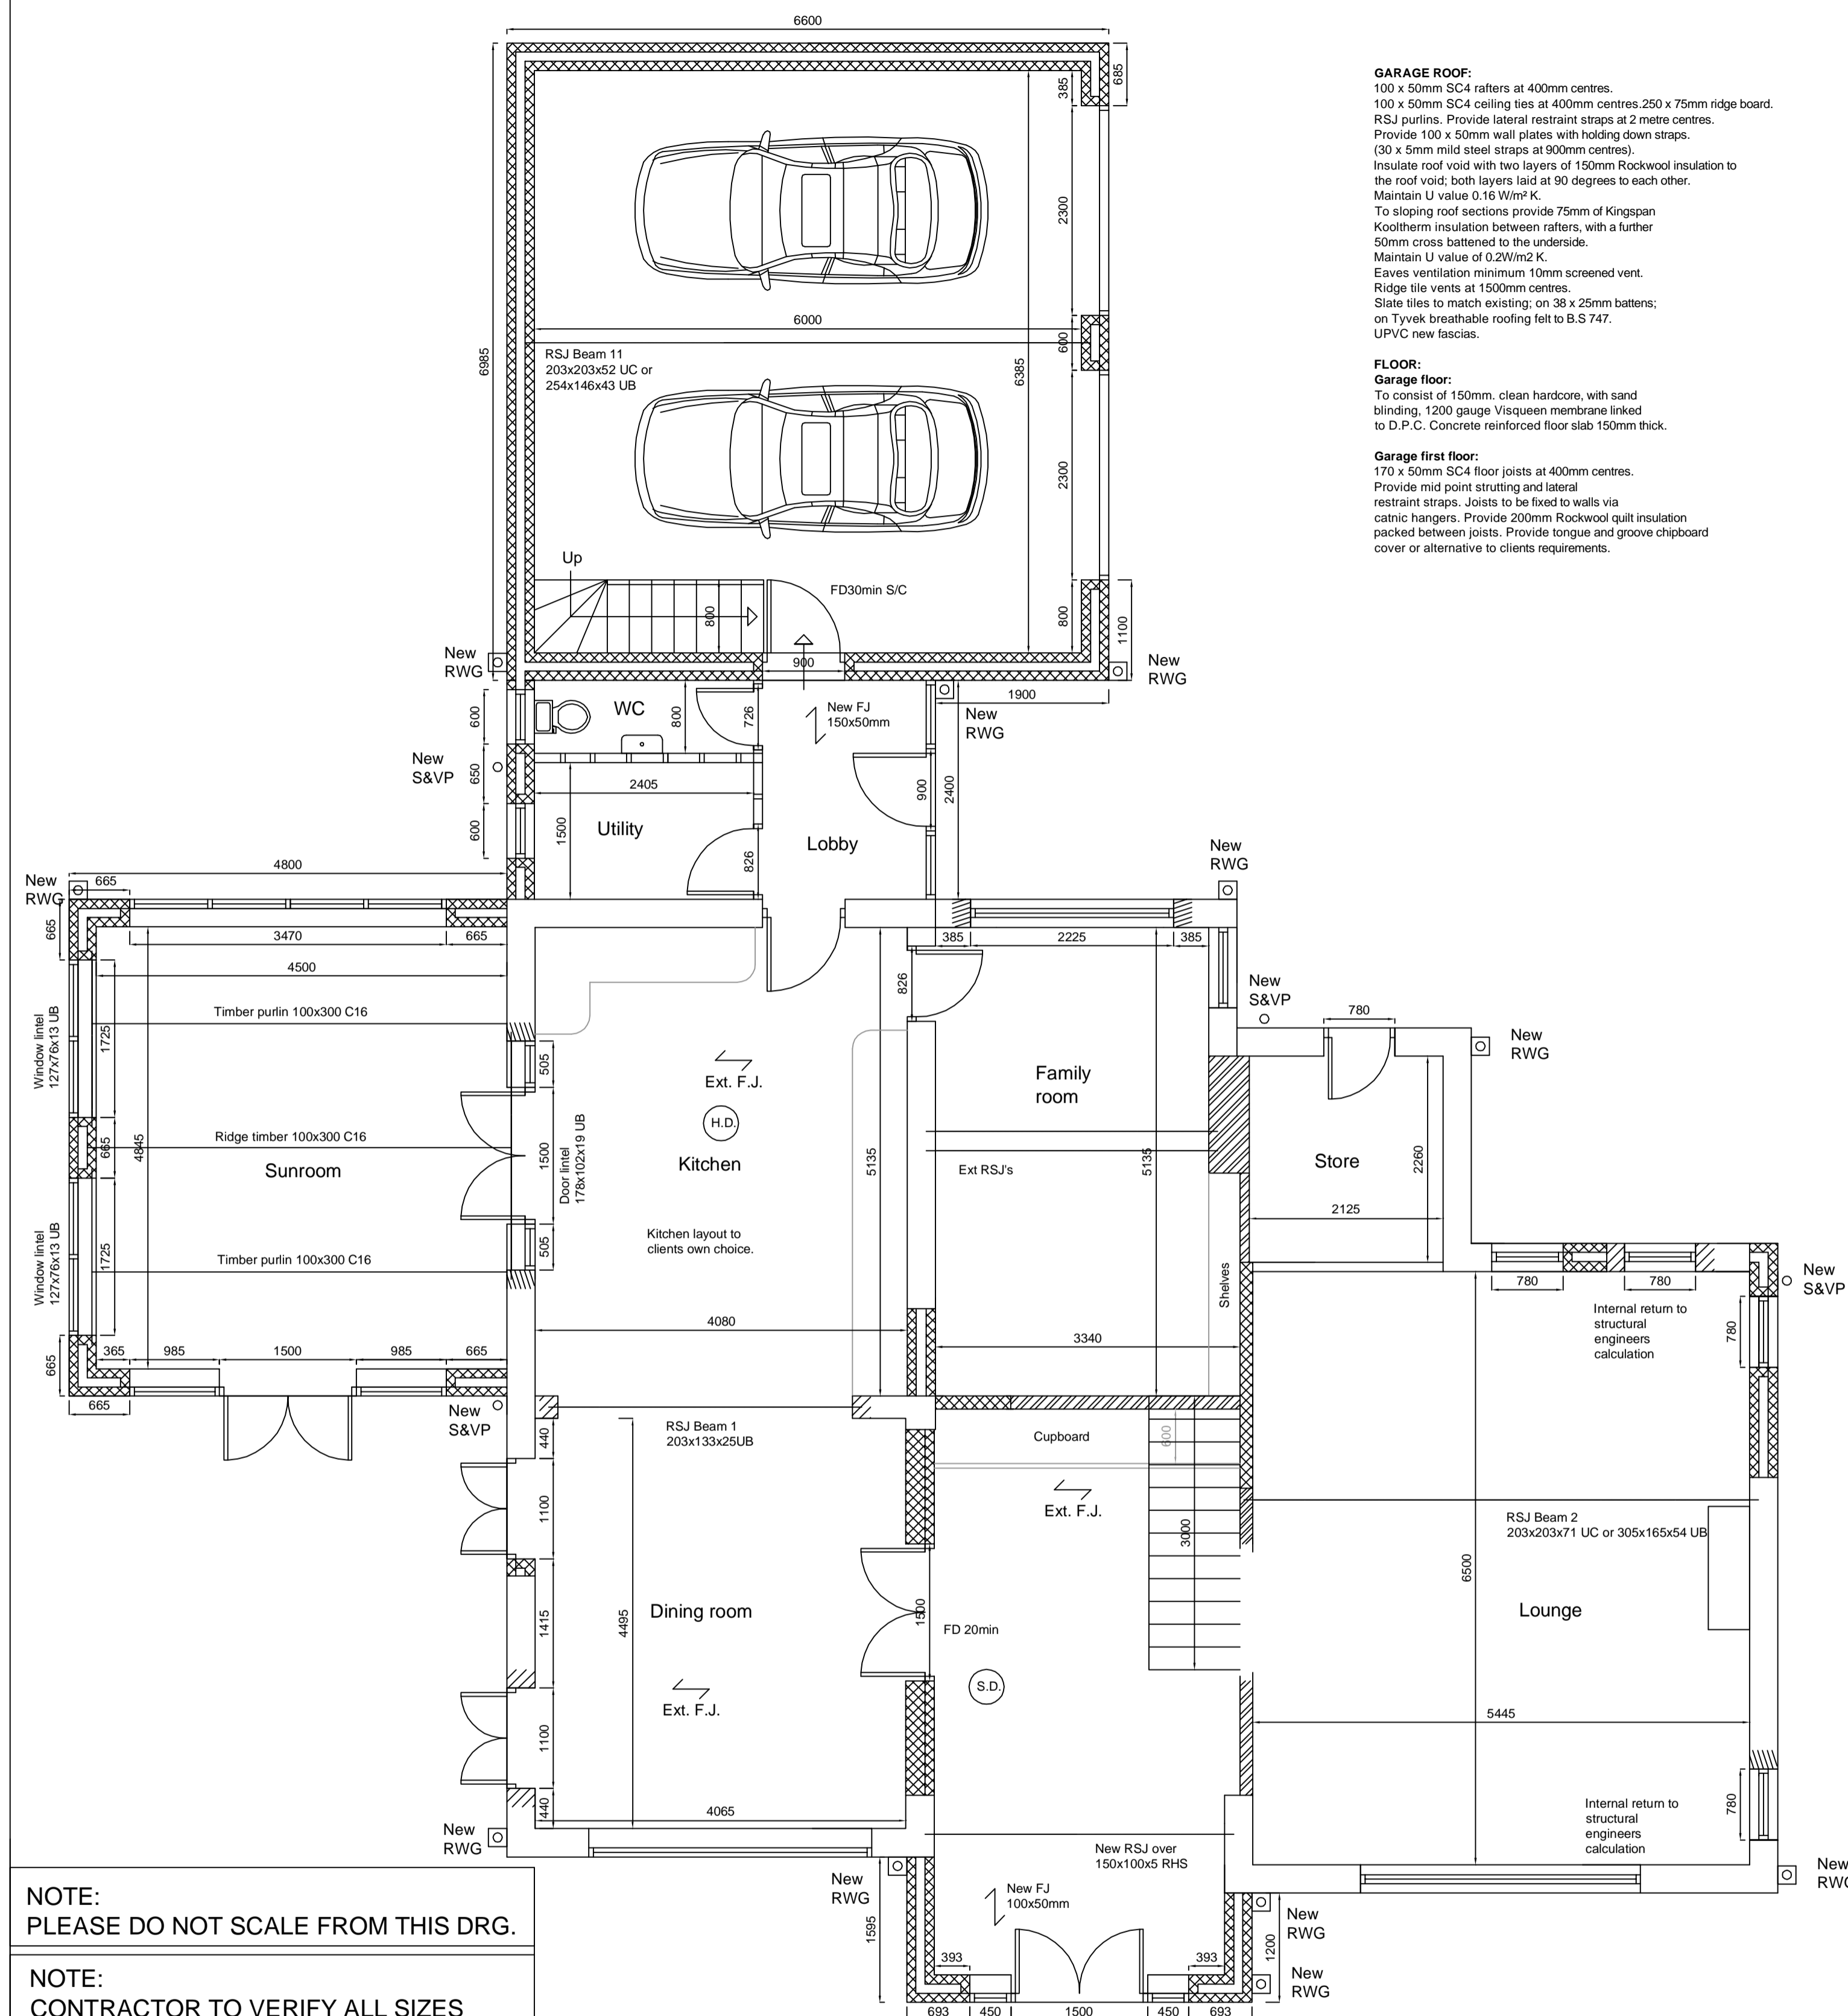 6600
685
385
6985
2300
6000
600
6385
RSJ Beam 11
203x203x52 UC or
254x146x43 UB
2300
Up
FD30min S/C
800
800
1100
New
RWG
900
New
RWG
1900
GARAGE ROOF:
100 x 50mm SC4 rafters at 400mm centres.
100 x 50mm SC4 ceiling ties at 400mm centres.250 x 75mm ridge board.
RSJ purlins. Provide lateral restraint straps at 2 metre centres.
Provide 100 x 50mm wall plates with holding down straps.
(30 x 5mm mild steel straps at 900mm centres).
Insulate roof void with two layers of 150mm Rockwool insulation to
the roof void; both layers laid at 90 degrees to each other.
Maintain U value 0.16 W/m² K.
To sloping roof sections provide 75mm of Kingspan
Kooltherm insulation between rafters, with a further
50mm cross battened to the underside.
Maintain U value of 0.2W/m2 K.
Eaves ventilation minimum 10mm screened vent.
Ridge tile vents at 1500mm centres.
Slate tiles to match existing; on 38 x 25mm battens;
on Tyvek breathable roofing felt to B.S 747.
UPVC new fascias.
FLOOR:
Garage floor:
To consist of 150mm. clean hardcore, with sand
blinding, 1200 gauge Visqueen membrane linked
to D.P.C. Concrete reinforced floor slab 150mm thick.
Garage first floor:
170 x 50mm SC4 floor joists at 400mm centres.
Provide mid point strutting and lateral
restraint straps. Joists to be fixed to walls via
catnic hangers. Provide 200mm Rockwool quilt insulation
packed between joists. Provide tongue and groove chipboard
cover or alternative to clients requirements.
600
WC
800
726
New FJ
150x50mm
New
RWG
New
S&VP
650
2405
900
2400
600
1500
Utility
826
Lobby
New
RWG
4800
New
RWG
665
665
3470
665
4500
385
2225
385
826
Timber purlin 100x300 C16
New
S&VP
780
New
RWG
Window lintel
127x76x13 UB
1725
505
Ext. F.J.
H.D.
Family
room
Ridge timber 100x300 C16
665
4845
Sunroom
1500
Door lintel
178x102x19 UB
Kitchen
5135
Ext RSJ's
5135
Store
2260
2125
Window lintel
127x76x13 UB
1725
Timber purlin 100x300 C16
505
Kitchen layout to
clients own choice.
Shelves
780
780
New
S&VP
4080
3340
Internal return to
structural
engineers
calculation
780
665
365
985
1500
985
665
665
New
S&VP
440
RSJ Beam 1
203x133x25UB
Cupboard
600
1100
Ext. F.J.
3000
RSJ Beam 2
203x203x71 UC or 305x165x54 UB
6500
1415
4495
Dining room
1500
FD 20min
Lounge
S.D.
Ext. F.J.
5445
1100
440
4065
Internal return to
structural
engineers
calculation
780
New
RWG
New RSJ over
150x100x5 RHS
New
RWG
New FJ
100x50mm
New
RWG
1595
1200
New
RWG
393
393
New
RWG
693
450
1500
450
693
NOTE:
PLEASE DO NOT SCALE FROM THIS DRG.
NOTE:
CONTRACTOR TO VERIFY ALL SIZES